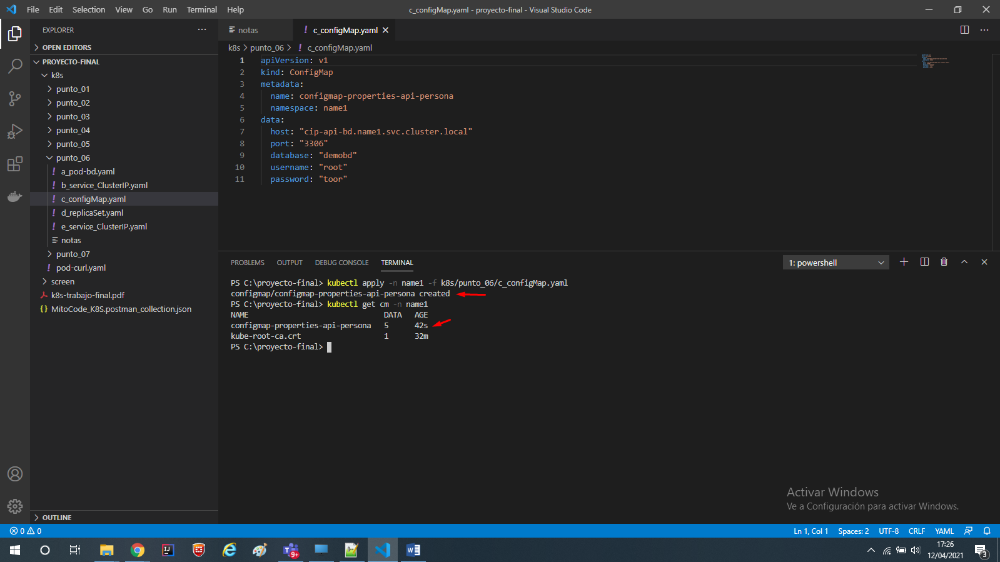 File Edit Selection View Go Run Terminal Help
c_configMap.yaml - proyecto-final - Visual Studio Code
EXPLORER
OPEN EDITORS
PROYECTO-FINAL
k8s
punto_01
punto_02
punto_03
punto_04
punto_05
punto_06
a_pod-bd.yaml
b_service_ClusterIP.yaml
c_configMap.yaml
d_replicaSet.yaml
e_service_ClusterIP.yaml
notas
punto_07
pod-curl.yaml
screen
k8s-trabajo-final.pdf
MitoCode_K8S.postman_collection.json
OUTLINE
notas
c_configMap.yaml
k8s > punto_06 > ! c_configMap.yaml
1 apiVersion: v1
2 kind: ConfigMap
3 metadata:
4 name: configmap-properties-api-persona
5 namespace: name1
6 data:
7 host: "cip-api-bd.name1.svc.cluster.local"
8 port: "3306"
9 database: "demobd"
10 username: "root"
11 password: "toor"
PROBLEMS OUTPUT DEBUG CONSOLE TERMINAL
1: powershell
PS C:\proyecto-final> kubectl apply -n name1 -f k8s/punto_06/c_configMap.yaml
configmap/configmap-properties-api-persona created
PS C:\proyecto-final> kubectl get cm -n name1
NAME DATA AGE
configmap-properties-api-persona 5 42s
kube-root-ca.crt 1 32m
PS C:\proyecto-final>
Activar Windows
Ve a Configuración para activar Windows.
0 0
Ln 1, Col 1 Spaces: 2 UTF-8 CRLF YAML
9+
17:26
12/04/2021
3